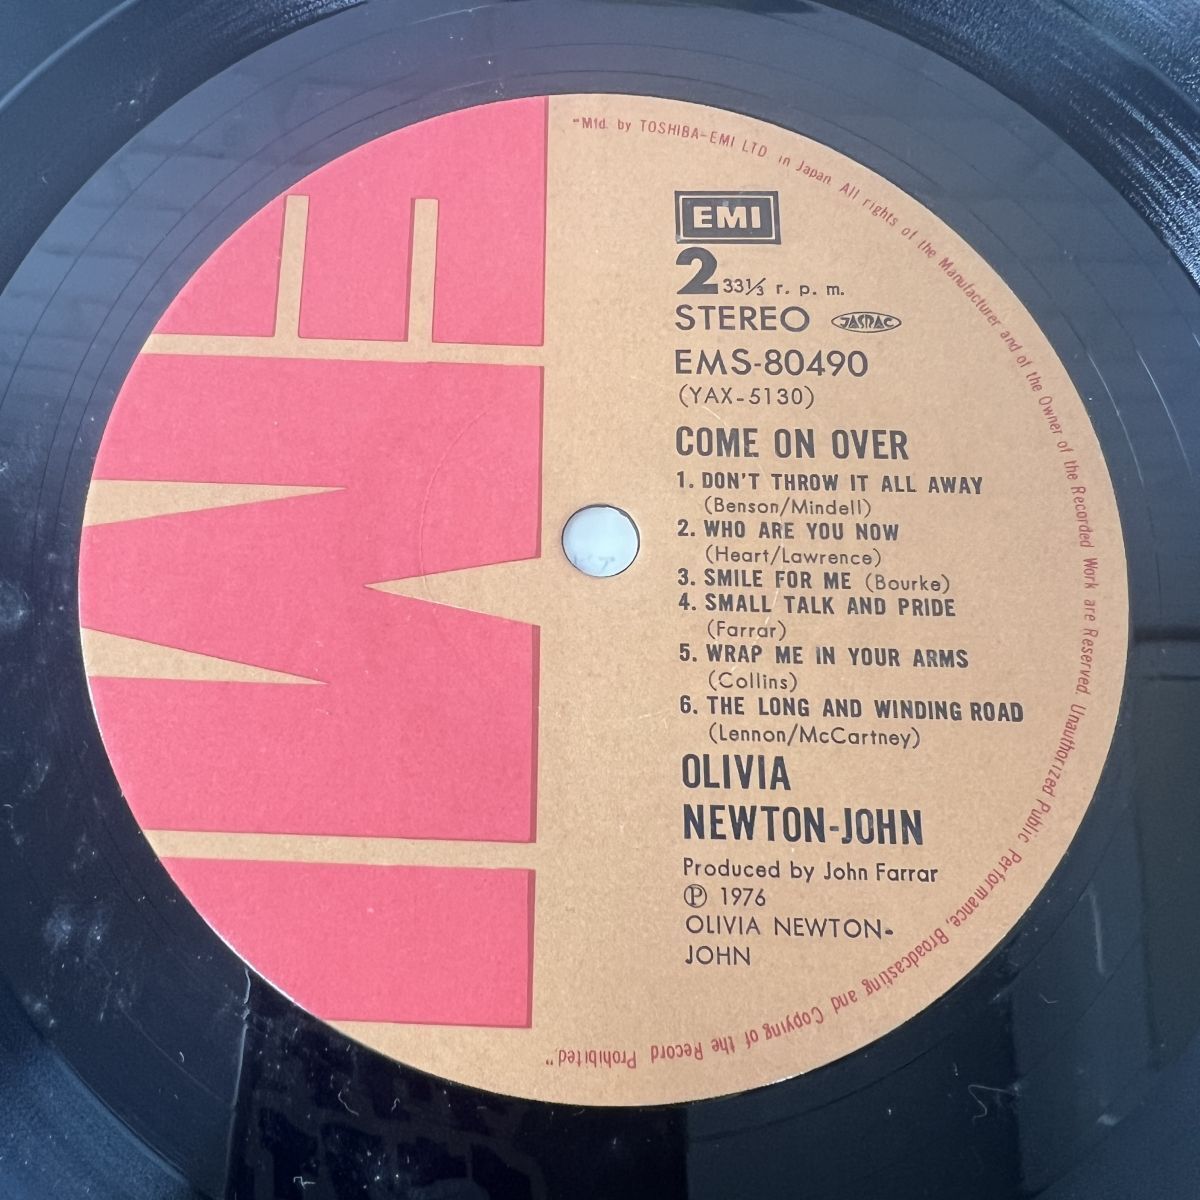 "Mfd. by TOSHIBA-EMI LTD in Japan. All rights of the Manufacturer and of the Owner of the Recorded Work are Reserved. Unauthorized Public Performance, Broadcasting and Copying of the Record Prohibited."
EMI
EMI
2 33⅓ r. p. m.
STEREO JASRAC
EMS-80490
(YAX-5130)
COME ON OVER
1. DON'T THROW IT ALL AWAY
(Benson/Mindell)
2. WHO ARE YOU NOW
(Heart/Lawrence)
3. SMILE FOR ME (Bourke)
4. SMALL TALK AND PRIDE
(Farrar)
5. WRAP ME IN YOUR ARMS
(Collins)
6. THE LONG AND WINDING ROAD
(Lennon/McCartney)
OLIVIA
NEWTON-JOHN
Produced by John Farrar
℗ 1976
OLIVIA NEWTON-
JOHN